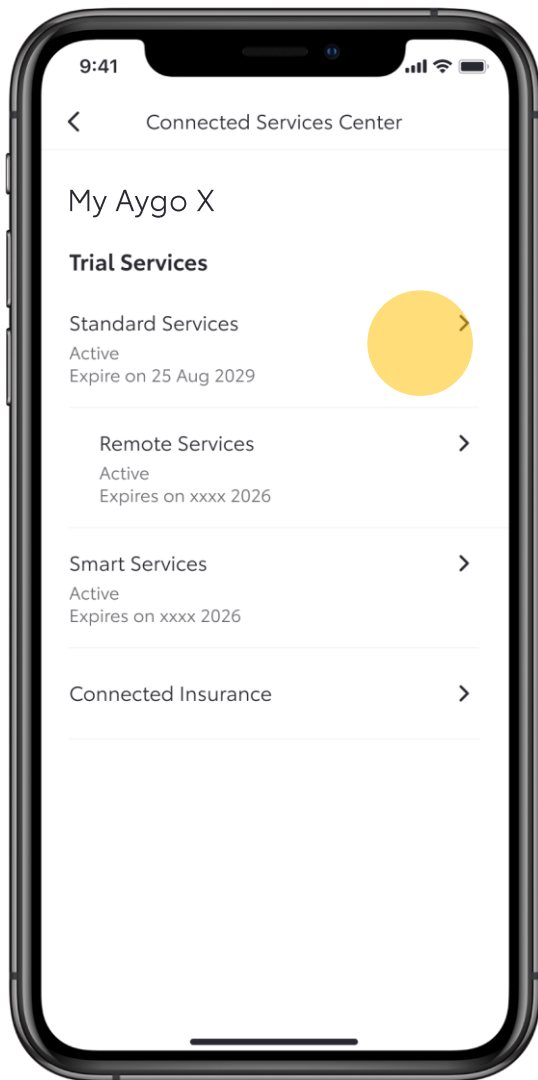 9:41
Connected Services Center
My Aygo X
Trial Services
Standard Services
Active
Expire on 25 Aug 2029
Remote Services
Active
Expires on xxxx 2026
Smart Services
Active
Expires on xxxx 2026
Connected Insurance